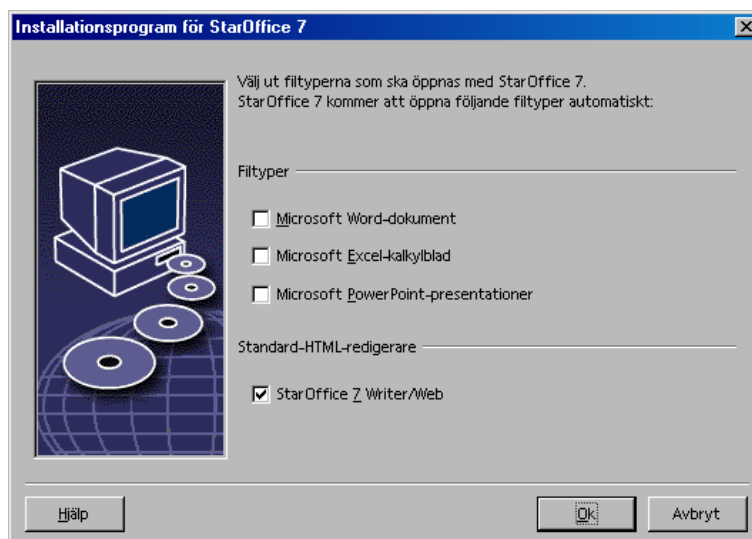 Installationsprogram för StarOffice 7
Välj ut filtyperna som ska öppnas med StarOffice 7.
StarOffice 7 kommer att öppna följande filtyper automatiskt:
Filtyper
Microsoft Word-dokument
Microsoft Excel-kalkylblad
Microsoft PowerPoint-presentationer
Standard-HTML-redigerare
StarOffice 7 Writer/Web
Hjälp
Ok
Avbryt